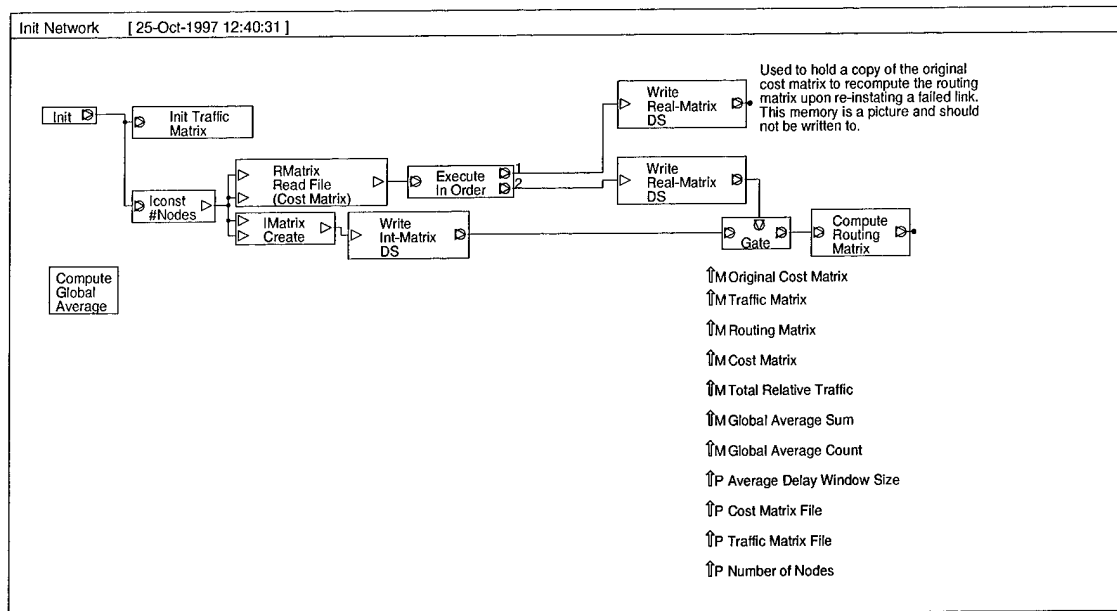 Init Network [ 25-Oct-1997 12:40:31 ]
Used to hold a copy of the original
cost matrix to recompute the routing
matrix upon re-instating a failed link.
This memory is a picture and should
not be written to.
Write
Real-Matrix
DS
Init
Init Traffic
Matrix
RMatrix
Read File
(Cost Matrix)
Execute
In Order
1
2
Write
Real-Matrix
DS
Iconst
#Nodes
IMatrix
Create
Write
Int-Matrix
DS
Gate
Compute
Routing
Matrix
Compute
Global
Average
⇧M Original Cost Matrix
⇧M Traffic Matrix
⇧M Routing Matrix
⇧M Cost Matrix
⇧M Total Relative Traffic
⇧M Global Average Sum
⇧M Global Average Count
⇧P Average Delay Window Size
⇧P Cost Matrix File
⇧P Traffic Matrix File
⇧P Number of Nodes